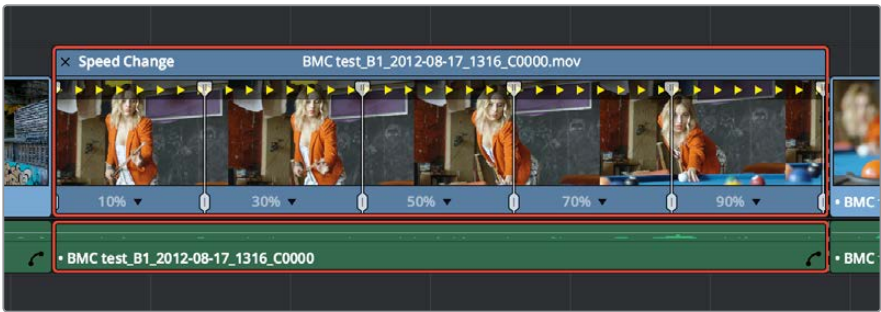 × Speed Change BMC test_B1_2012-08-17_1316_C0000.mov
10% ▼ 30% ▼ 50% ▼ 70% ▼ 90% ▼ • BMC
• BMC test_B1_2012-08-17_1316_C0000 • BMC